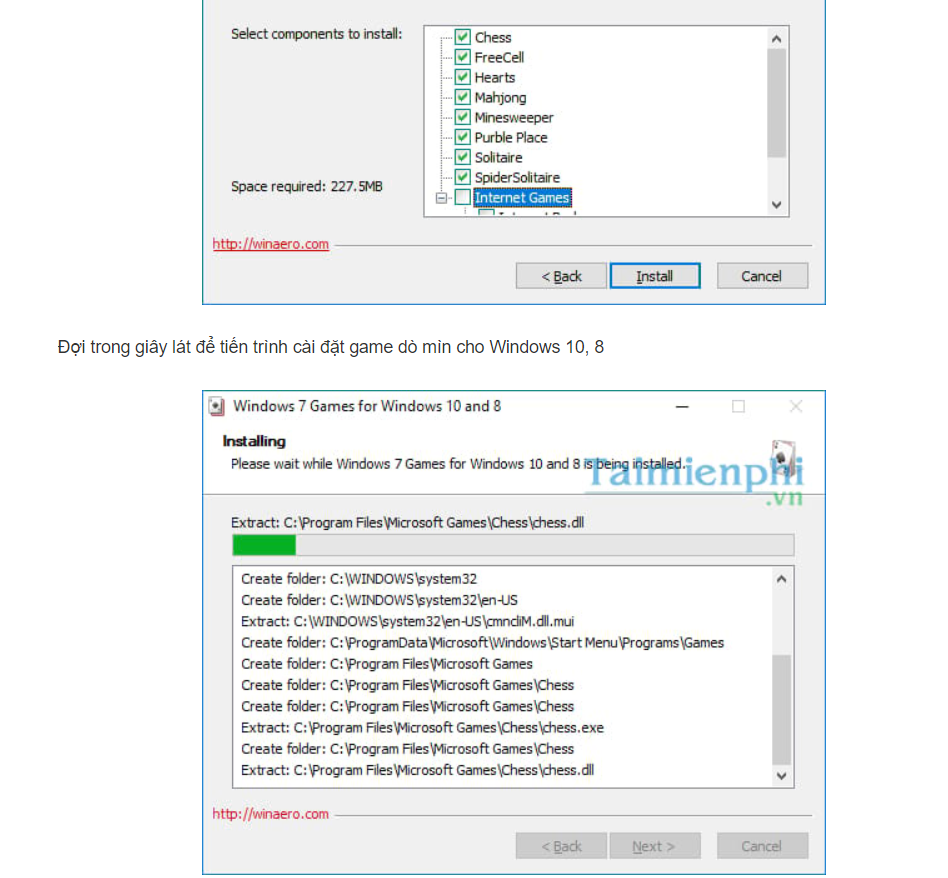 Select components to install:
Chess
FreeCell
Hearts
Mahjong
Minesweeper
Purble Place
Solitaire
SpiderSolitaire
Internet Games
Space required: 227.5MB
http://winaero.com
< Back
Install
Cancel
Đợi trong giây lát để tiến trình cài đặt game dò mìn cho Windows 10, 8
Windows 7 Games for Windows 10 and 8
Installing
Please wait while Windows 7 Games for Windows 10 and 8 is being installed.
Taimienphi
.vn
Extract: C:\Program Files\Microsoft Games\Chess\chess.dll
Create folder: C:\WINDOWS\system32
Create folder: C:\WINDOWS\system32\en-US
Extract: C:\WINDOWS\system32\en-US\cmncliM.dll.mui
Create folder: C:\ProgramData\Microsoft\Windows\Start Menu\Programs\Games
Create folder: C:\Program Files\Microsoft Games
Create folder: C:\Program Files\Microsoft Games\Chess
Create folder: C:\Program Files\Microsoft Games\Chess
Extract: C:\Program Files\Microsoft Games\Chess\chess.exe
Create folder: C:\Program Files\Microsoft Games\Chess
Extract: C:\Program Files\Microsoft Games\Chess\chess.dll
http://winaero.com
< Back
Next >
Cancel